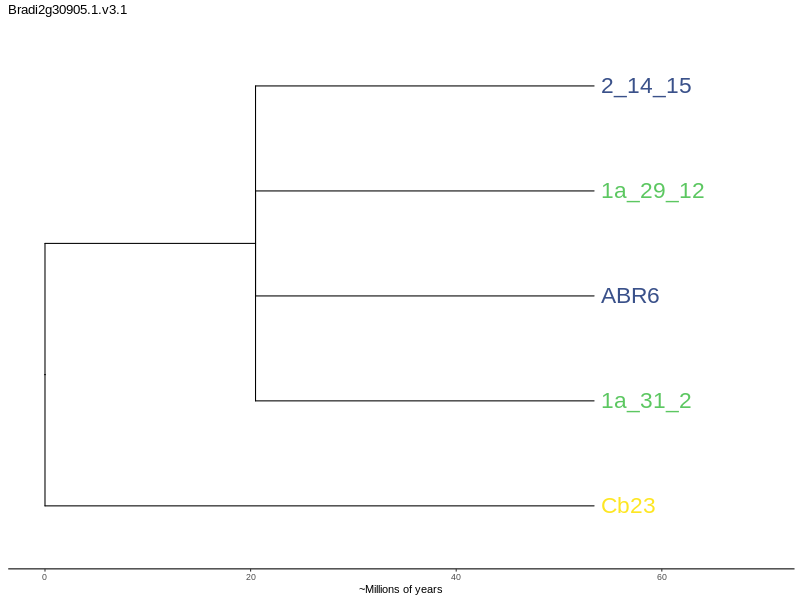 Bradi2g30905.1.v3.1
2_14_15
1a_29_12
ABR6
1a_31_2
Cb23
0 20 40 60
~Millions of years